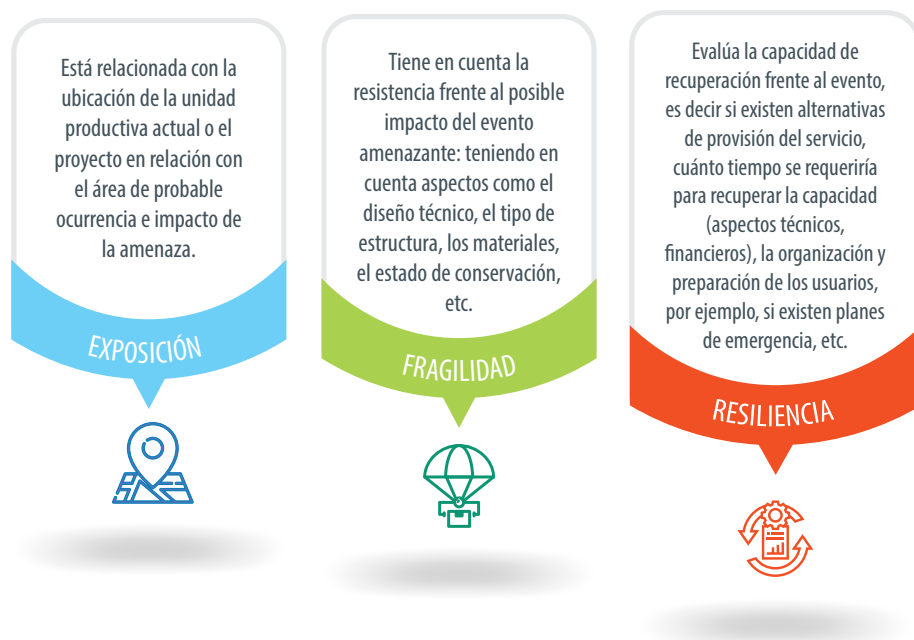 Está relacionada con la
ubicación de la unidad
productiva actual o el
proyecto en relación con
el área de probable
ocurrencia e impacto de
la amenaza.
EXPOSICIÓN
Tiene en cuenta la
resistencia frente al posible
impacto del evento
amenazante: teniendo en
cuenta aspectos como el
diseño técnico, el tipo de
estructura, los materiales,
el estado de conservación,
etc.
FRAGILIDAD
Evalúa la capacidad de
recuperación frente al evento,
es decir si existen alternativas
de provisión del servicio,
cuánto tiempo se requeriría
para recuperar la capacidad
(aspectos técnicos,
financieros), la organización y
preparación de los usuarios,
por ejemplo, si existen planes
de emergencia, etc.
RESILIENCIA